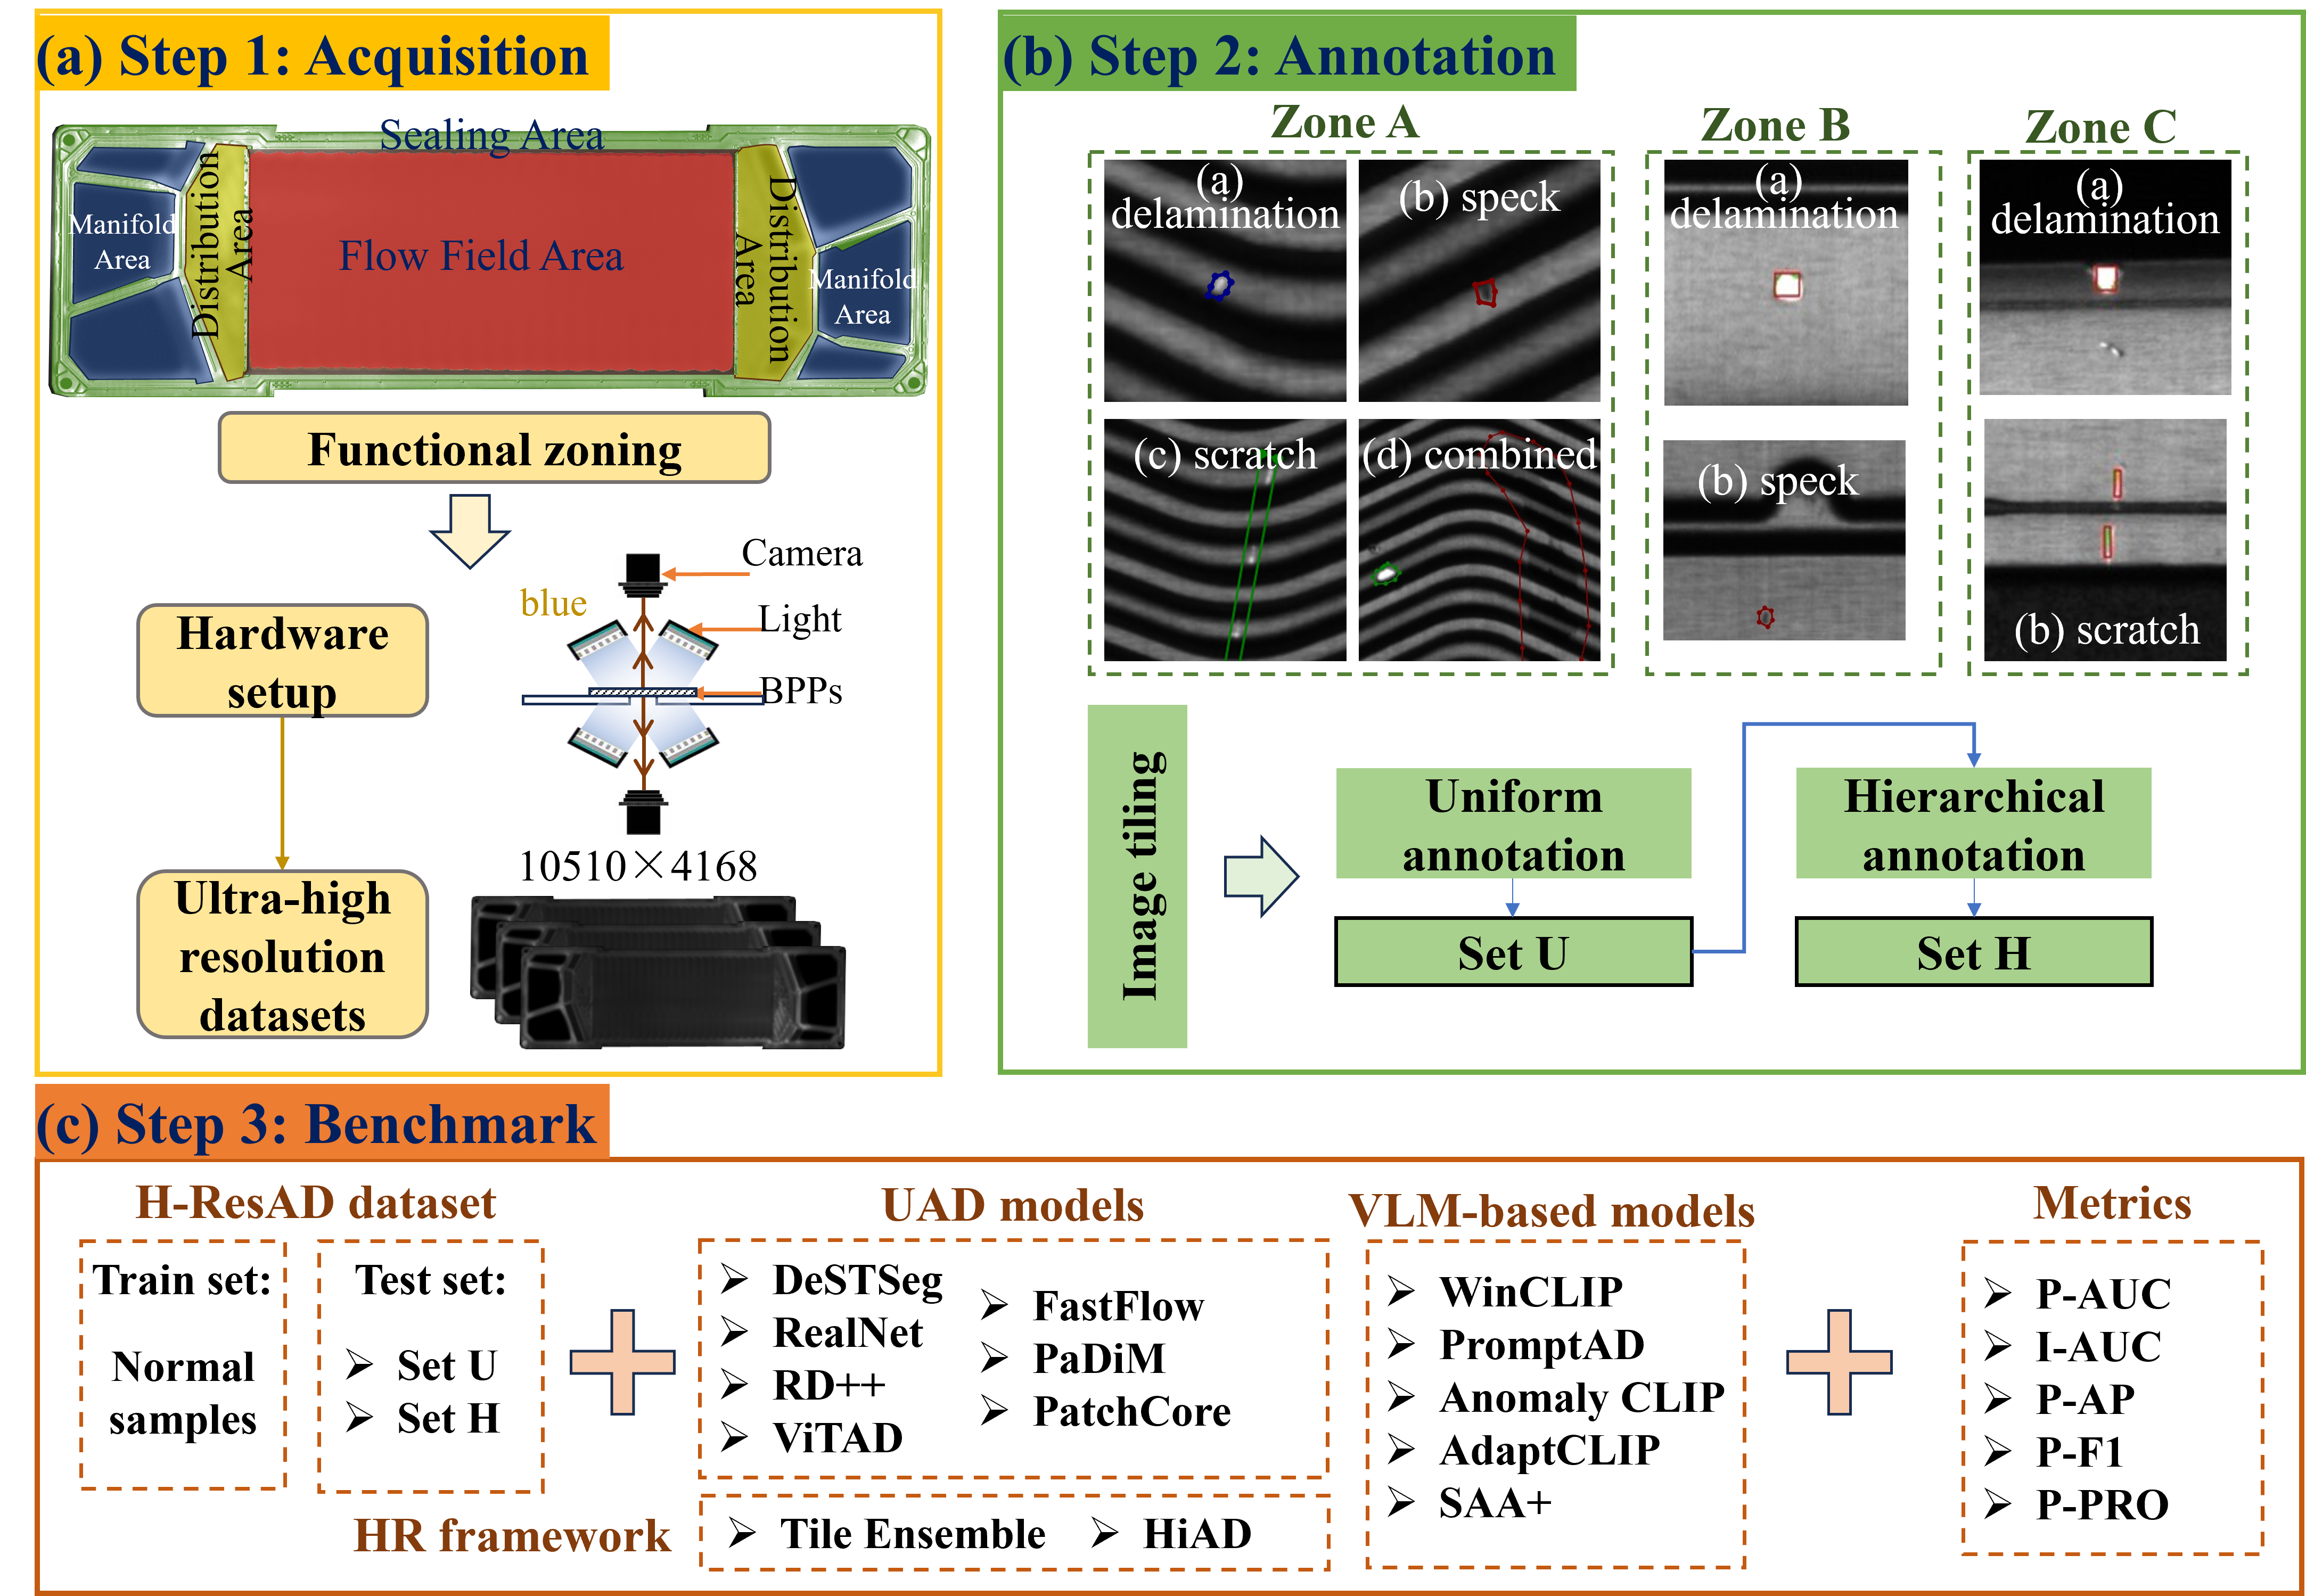 (a) Step 1: Acquisition
Sealing Area
Manifold
Area
Distribution
Area
Flow Field Area
Distribution
Area
Manifold
Area
Functional zoning
Hardware
setup
Ultra-high
resolution
datasets
blue
Camera
Light
BPPs
10510×4168
(b) Step 2: Annotation
Zone A
(a)
delamination
(b) speck
(c) scratch
(d) combined
Zone B
(a)
delamination
(b) speck
Zone C
(a)
delamination
(b) scratch
Image tiling
Uniform
annotation
Set U
Hierarchical
annotation
Set H
(c) Step 3: Benchmark
H-ResAD dataset
Train set:
Normal
samples
Test set:
➢ Set U
➢ Set H
UAD models
➢ DeSTSeg
➢ RealNet
➢ RD++
➢ ViTAD
➢ FastFlow
➢ PaDiM
➢ PatchCore
HR framework
➢ Tile Ensemble ➢ HiAD
VLM-based models
➢ WinCLIP
➢ PromptAD
➢ Anomaly CLIP
➢ AdaptCLIP
➢ SAA+
Metrics
➢ P-AUC
➢ I-AUC
➢ P-AP
➢ P-F1
➢ P-PRO